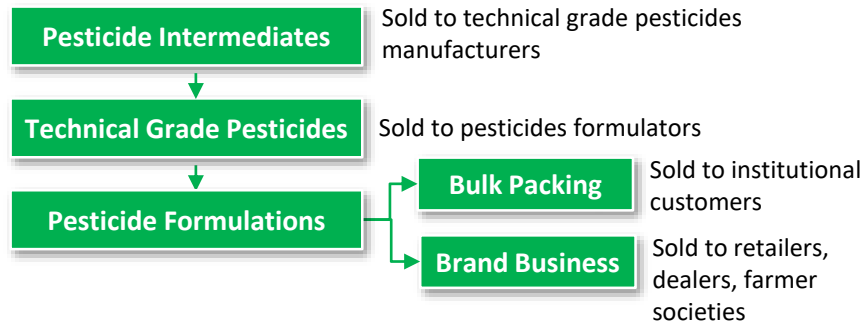 Pesticide Intermediates
Sold to technical grade pesticides
manufacturers
Technical Grade Pesticides
Sold to pesticides formulators
Pesticide Formulations
Bulk Packing
Sold to institutional
customers
Brand Business
Sold to retailers,
dealers, farmer
societies